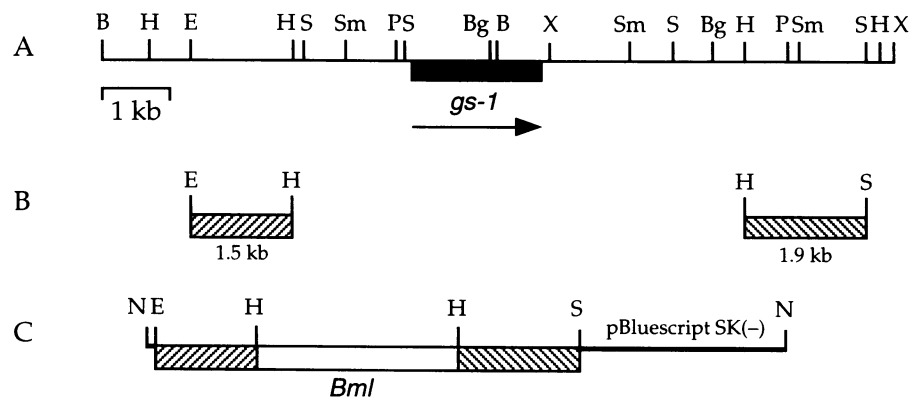 B H E H S Sm P S Bg B X Sm S Bg H P Sm S H X
A
1 kb
gs-1
B
E H H S
1.5 kb 1.9 kb
C
N E H H S N
pBluescript SK(–)
Bml